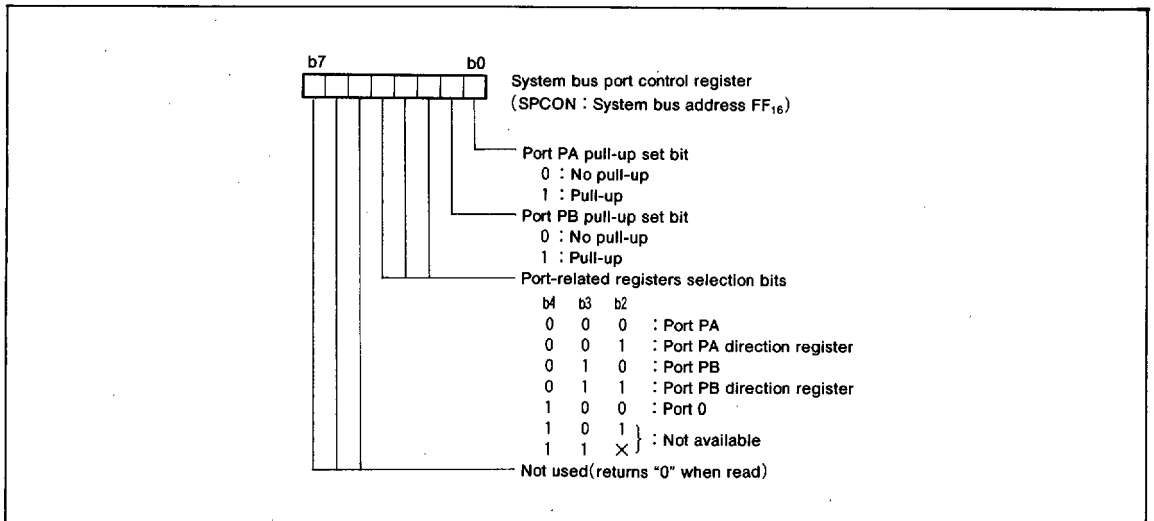 b7 b0
System bus port control register
(SPCON : System bus address FF₁₆)
Port PA pull-up set bit
0 : No pull-up
1 : Pull-up
Port PB pull-up set bit
0 : No pull-up
1 : Pull-up
Port-related registers selection bits
b4 b3 b2
0 0 0 : Port PA
0 0 1 : Port PA direction register
0 1 0 : Port PB
0 1 1 : Port PB direction register
1 0 0 : Port 0
1 0 1
: Not available
1 1 ×
Not used(returns "0" when read)